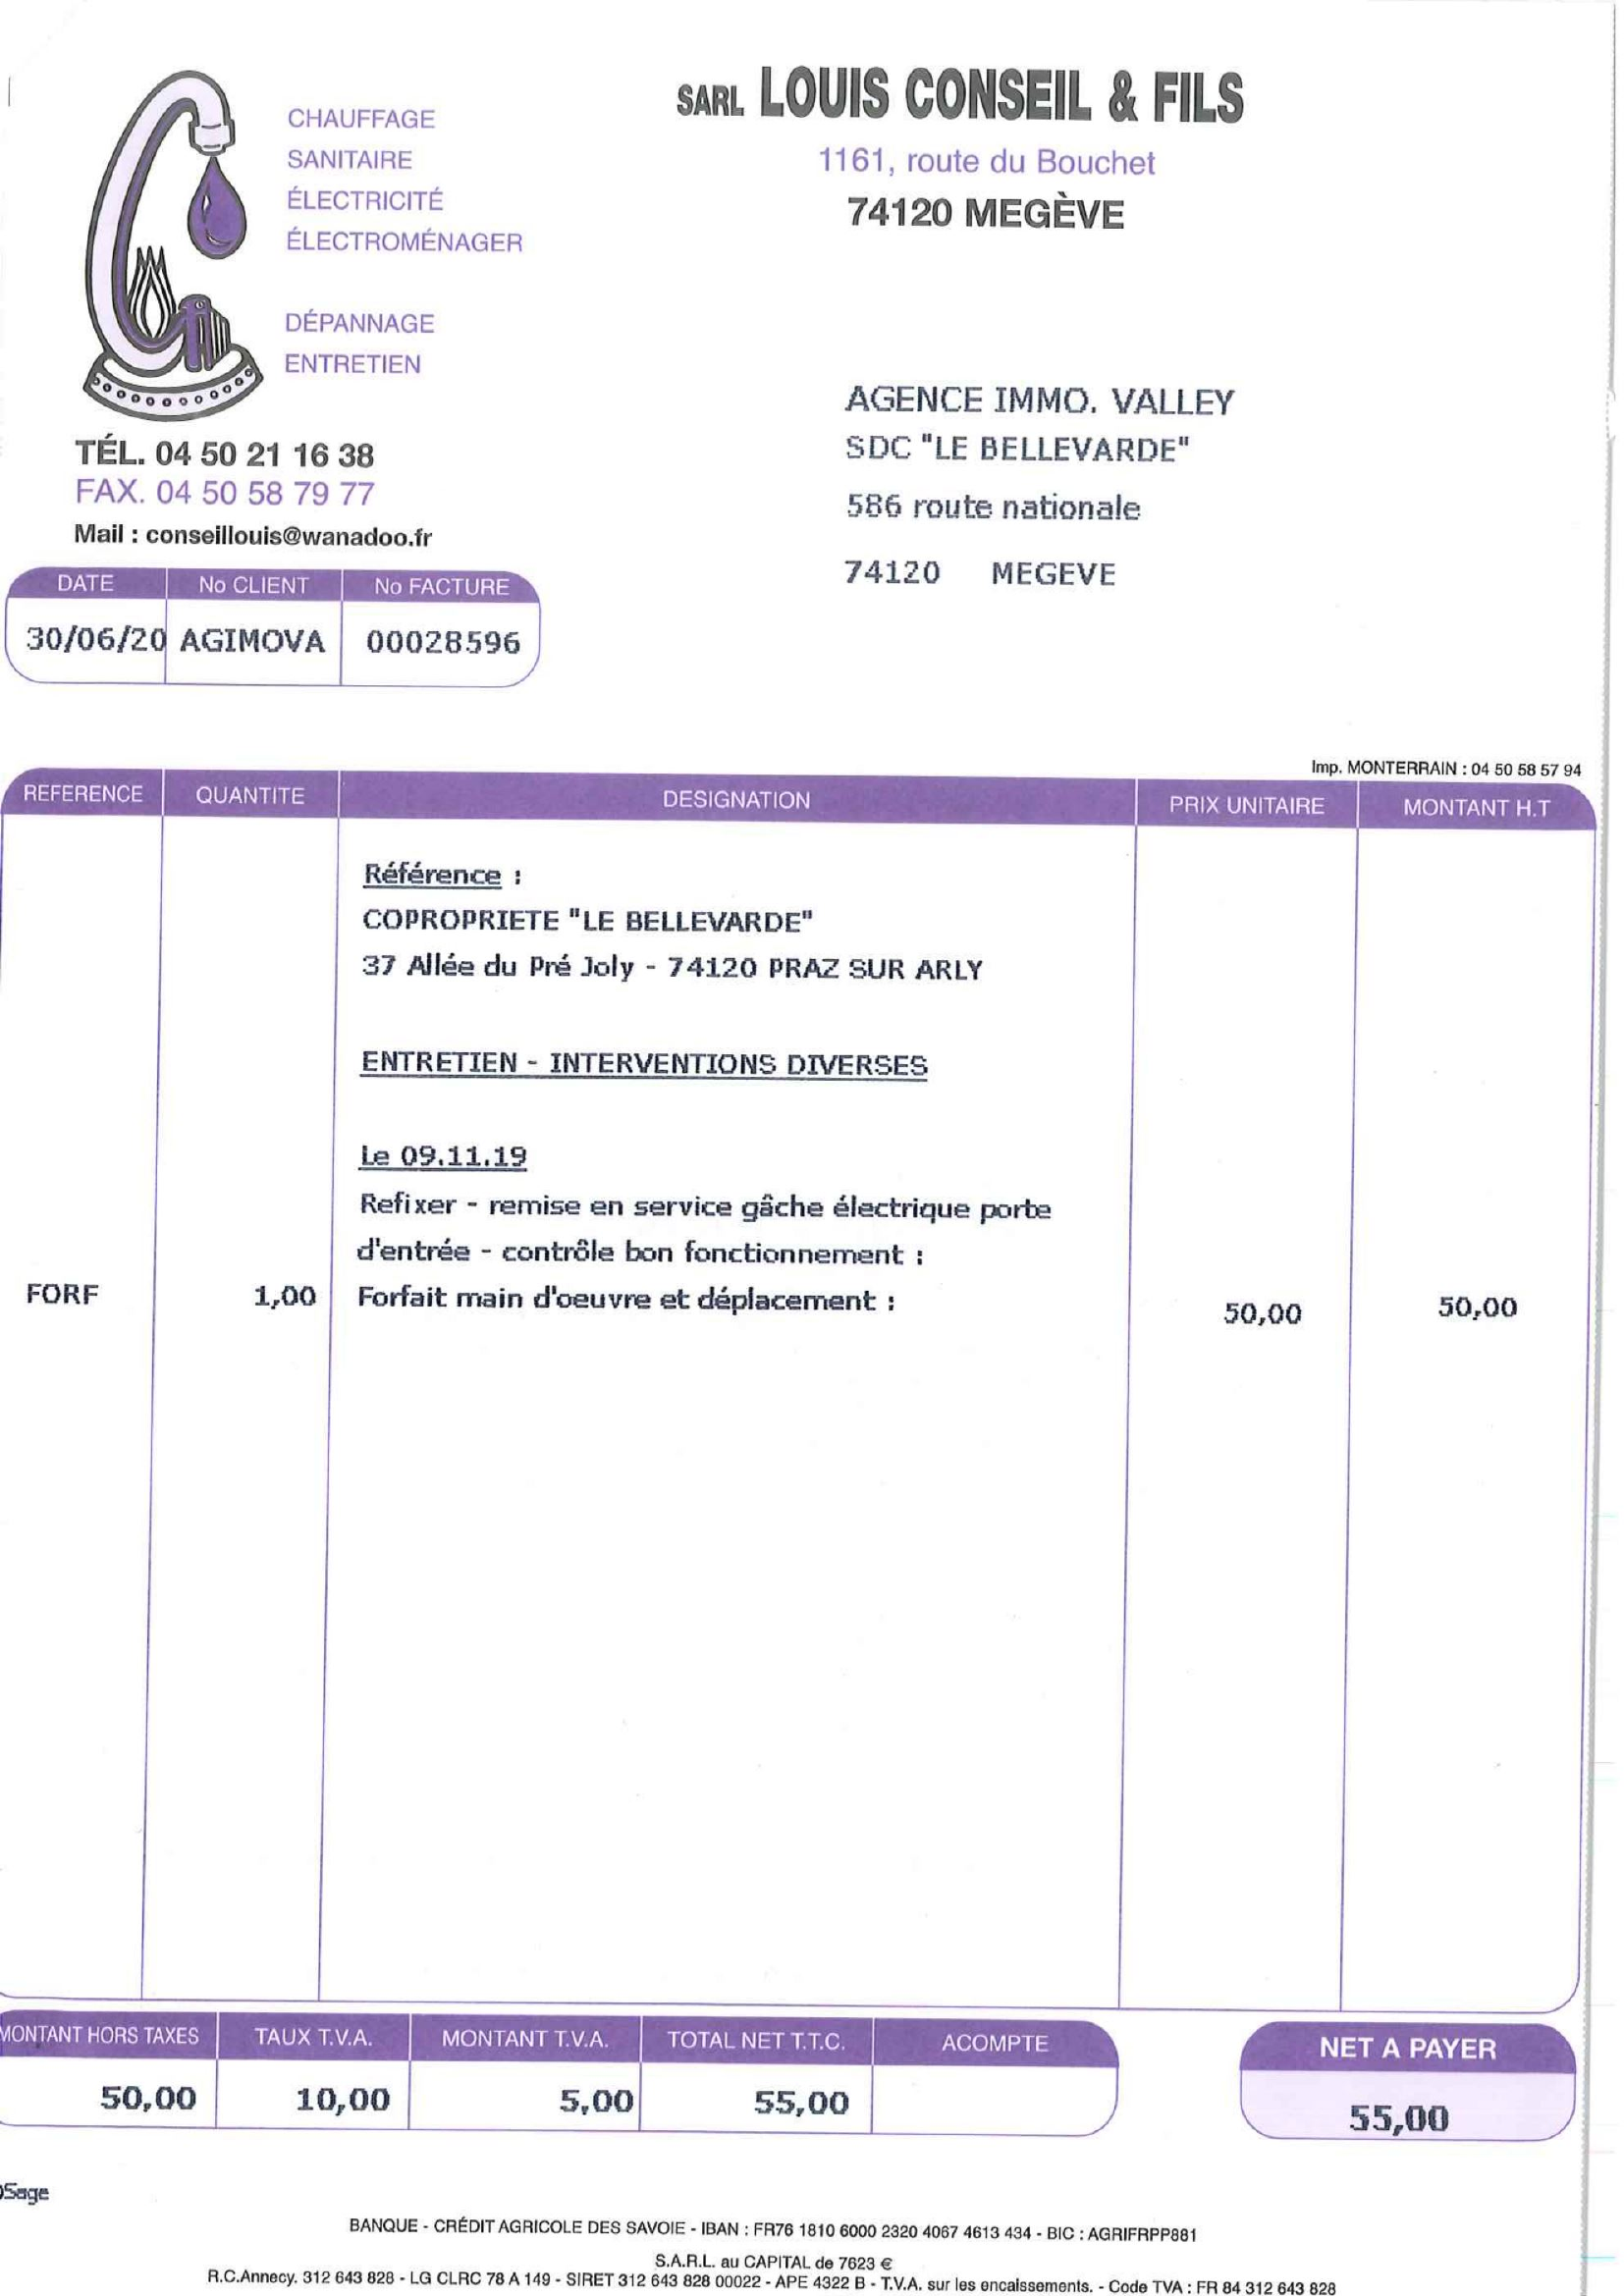 SARL LOUIS CONSEIL & FILS
1161, route du Bouchet
74120 MEGÈVE
CHAUFFAGE
SANITAIRE
ÉLECTRICITÉ
ÉLECTROMÉNAGER
DÉPANNAGE
ENTRETIEN
TÉL. 04 50 21 16 38
FAX. 04 50 58 79 77
Mail : conseillouis@wanadoo.fr
AGENCE IMMO. VALLEY
SDC "LE BELLEVARDE"
586 route nationale
74120 MEGEVE
DATE No CLIENT No FACTURE
30/06/20 AGIMOVA 00028596
Imp. MONTERRAIN : 04 50 58 57 94
REFERENCE QUANTITE DESIGNATION PRIX UNITAIRE MONTANT H.T
Référence :
COPROPRIETE "LE BELLEVARDE"
37 Allée du Pré Joly - 74120 PRAZ SUR ARLY
ENTRETIEN - INTERVENTIONS DIVERSES
Le 09.11.19
Refixer - remise en service gâche électrique porte
d'entrée - contrôle bon fonctionnement :
FORF 1,00 Forfait main d'oeuvre et déplacement : 50,00 50,00
MONTANT HORS TAXES TAUX T.V.A. MONTANT T.V.A. TOTAL NET T.T.C. ACOMPTE NET A PAYER
50,00 10,00 5,00 55,00 55,00
Sage
BANQUE - CRÉDIT AGRICOLE DES SAVOIE - IBAN : FR76 1810 6000 2320 4067 4613 434 - BIC : AGRIFRPP881
S.A.R.L. au CAPITAL de 7623 €
R.C.Annecy. 312 643 828 - LG CLRC 78 A 149 - SIRET 312 643 828 00022 - APE 4322 B - T.V.A. sur les encaissements. - Code TVA : FR 84 312 643 828